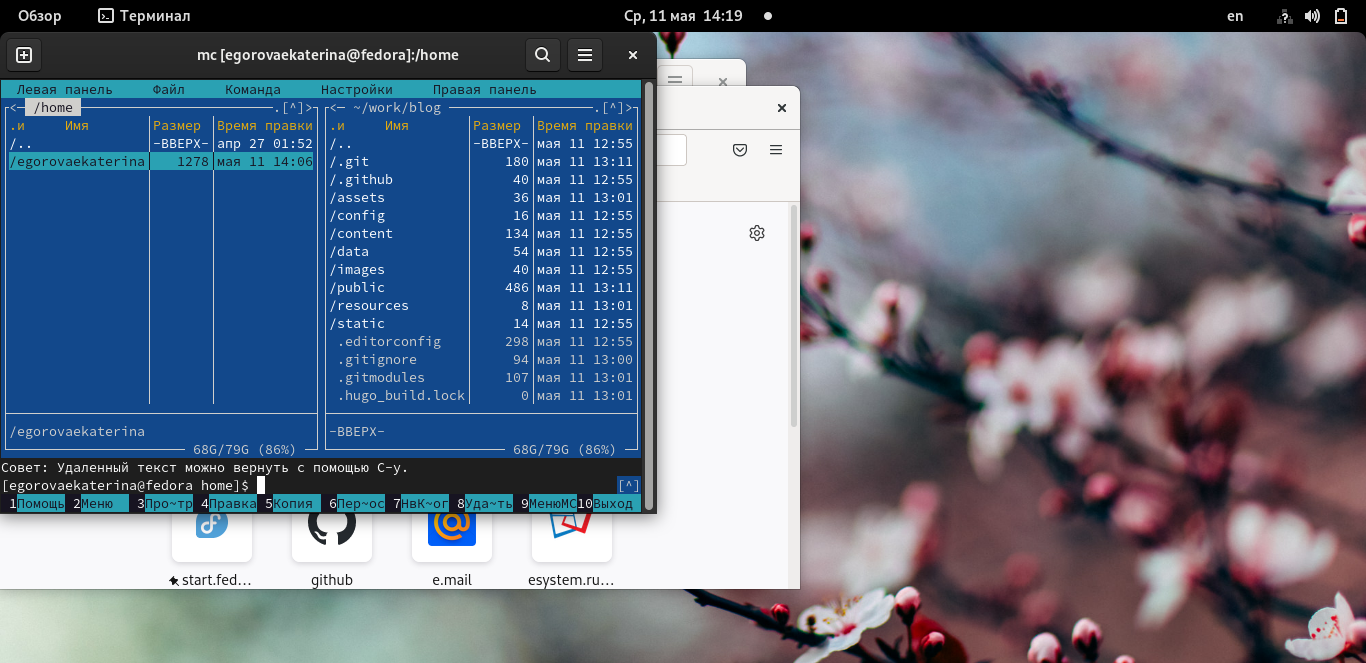 Обзор Терминал Ср, 11 мая 14:19 en
mc [egorovaekaterina@fedora]:/home
Левая панель Файл Команда Настройки Правая панель
<— /home .[^]> <— ~/work/blog .[^]>
.и Имя Размер Время правки .и Имя Размер Время правки
/.. -ВВЕРХ- апр 27 01:52 /.. -ВВЕРХ- мая 11 12:55
/egorovaekaterina 1278 мая 11 14:06 /.git 180 мая 11 13:11
/.github 40 мая 11 12:55
/assets 36 мая 11 13:01
/config 16 мая 11 12:55
/content 134 мая 11 12:55
/data 54 мая 11 12:55
/images 40 мая 11 12:55
/public 486 мая 11 13:11
/resources 8 мая 11 13:01
/static 14 мая 11 12:55
.editorconfig 298 мая 11 12:55
.gitignore 94 мая 11 13:00
.gitmodules 107 мая 11 13:01
.hugo_build.lock 0 мая 11 13:01
/egorovaekaterina -ВВЕРХ-
68G/79G (86%) 68G/79G (86%)
Совет: Удаленный текст можно вернуть с помощью C-y.
[egorovaekaterina@fedora home]$ [^]
1Помощь 2Меню 3Про~тр 4Правка 5Копия 6Пер~ос 7НвК~ог 8Уда~ть 9МенюMC 10Выход
start.fed… github e.mail esystem.ru…